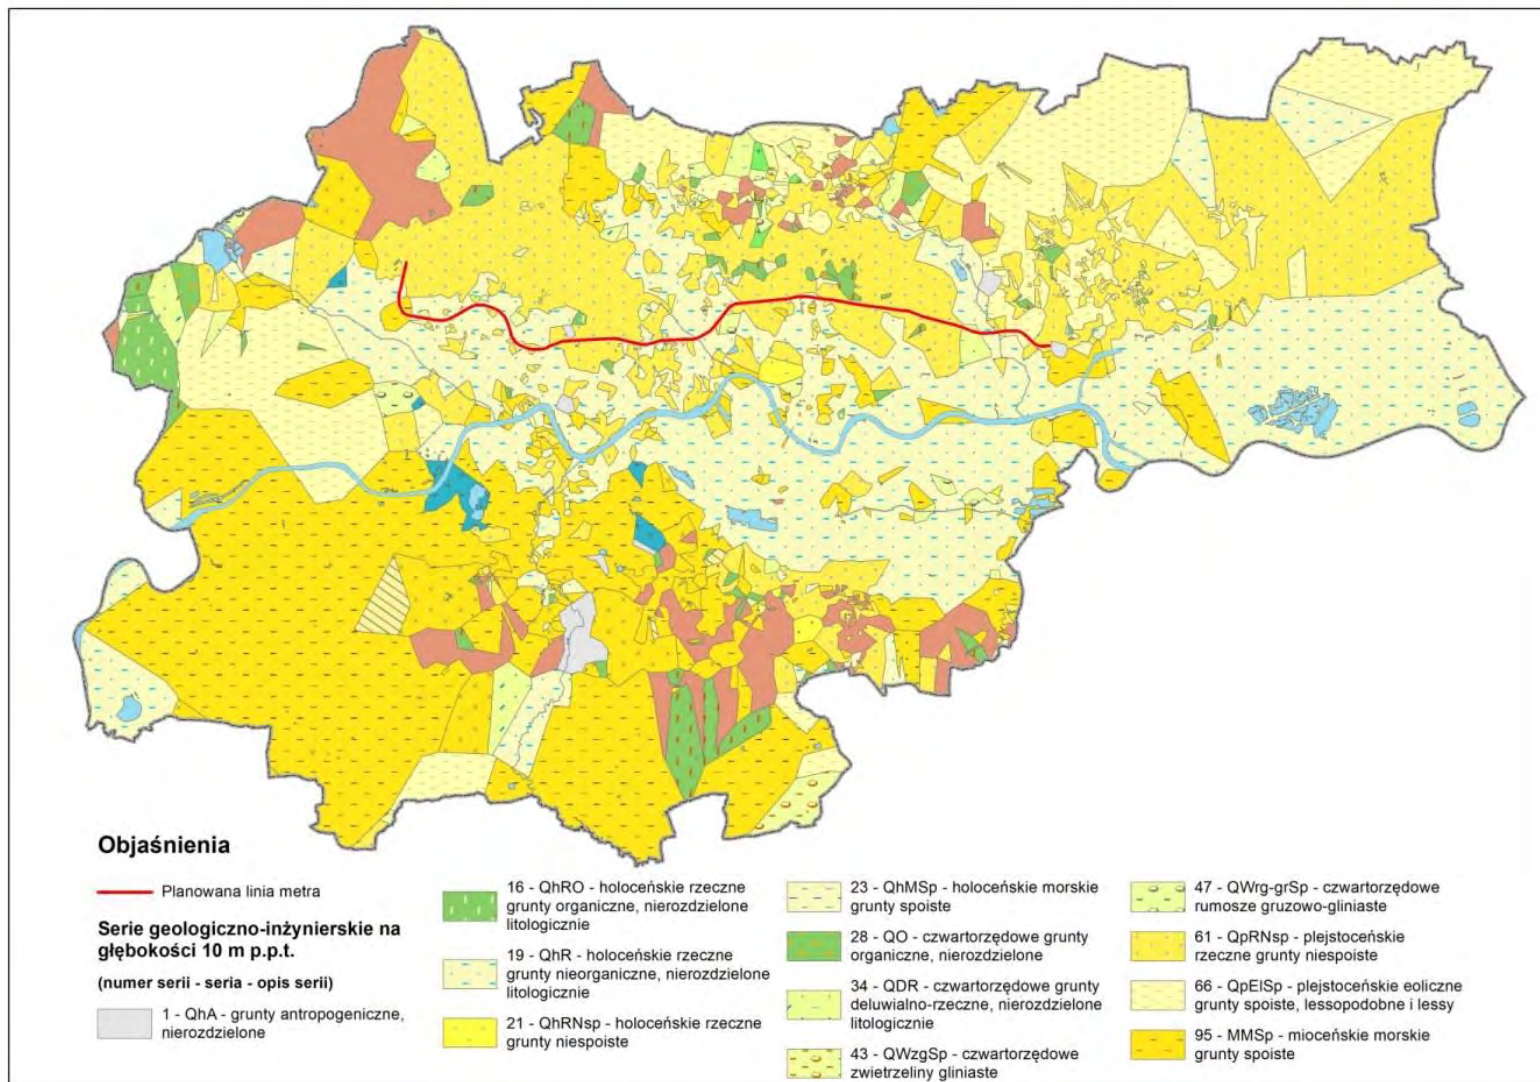 Objaśnienia
Planowana linia metra
Serie geologiczno-inżynierskie na
głębokości 10 m p.p.t.
(numer serii - seria - opis serii)
1 - QhA - grunty antropogeniczne,
nierozdzielone
16 - QhRO - holoceńskie rzeczne
grunty organiczne, nierozdzielone
litologicznie
19 - QhR - holoceńskie rzeczne
grunty nieorganiczne, nierozdzielone
litologicznie
21 - QhRNsp - holoceńskie rzeczne
grunty niespoiste
23 - QhMSp - holoceńskie morskie
grunty spoiste
28 - QO - czwartorzędowe grunty
organiczne, nierozdzielone
34 - QDR - czwartorzędowe grunty
deluwialno-rzeczne, nierozdzielone
litologicznie
43 - QWzgSp - czwartorzędowe
zwietrzeliny gliniaste
47 - QWrg-grSp - czwartorzędowe
rumosze gruzowo-gliniaste
61 - QpRNsp - plejstoceńskie
rzeczne grunty niespoiste
66 - QpElSp - plejstoceńskie eoliczne
grunty spoiste, lessopodobne i lessy
95 - MMSp - mioceńskie morskie
grunty spoiste